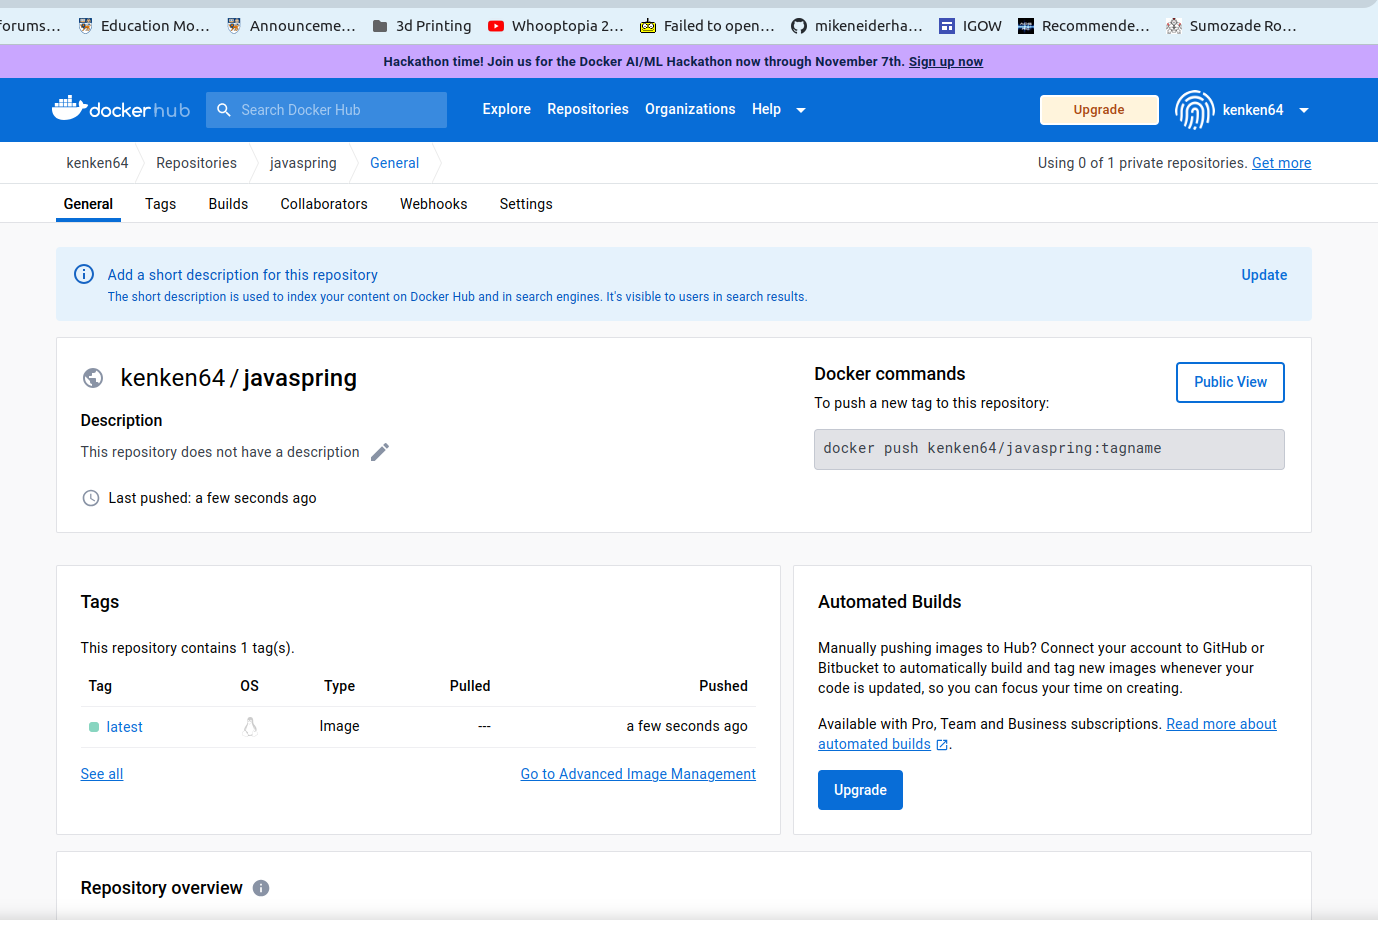 forums... Education Mo... Announceme... 3d Printing Whooptopia 2... Failed to open... mikeneiderha... IGOW Recommende... Sumozade Ro...
Hackathon time! Join us for the Docker AI/ML Hackathon now through November 7th. Sign up now
dockerhub Search Docker Hub Explore Repositories Organizations Help Upgrade kenken64
kenken64 Repositories javaspring General Using 0 of 1 private repositories. Get more
General Tags Builds Collaborators Webhooks Settings
Add a short description for this repository Update
The short description is used to index your content on Docker Hub and in search engines. It's visible to users in search results.
kenken64 / javaspring
Description
This repository does not have a description
Last pushed: a few seconds ago
Docker commands
Public View
To push a new tag to this repository:
docker push kenken64/javaspring:tagname
Tags
This repository contains 1 tag(s).
Tag OS Type Pulled Pushed
latest Image --- a few seconds ago
See all Go to Advanced Image Management
Automated Builds
Manually pushing images to Hub? Connect your account to GitHub or
Bitbucket to automatically build and tag new images whenever your
code is updated, so you can focus your time on creating.
Available with Pro, Team and Business subscriptions. Read more about
automated builds .
Upgrade
Repository overview